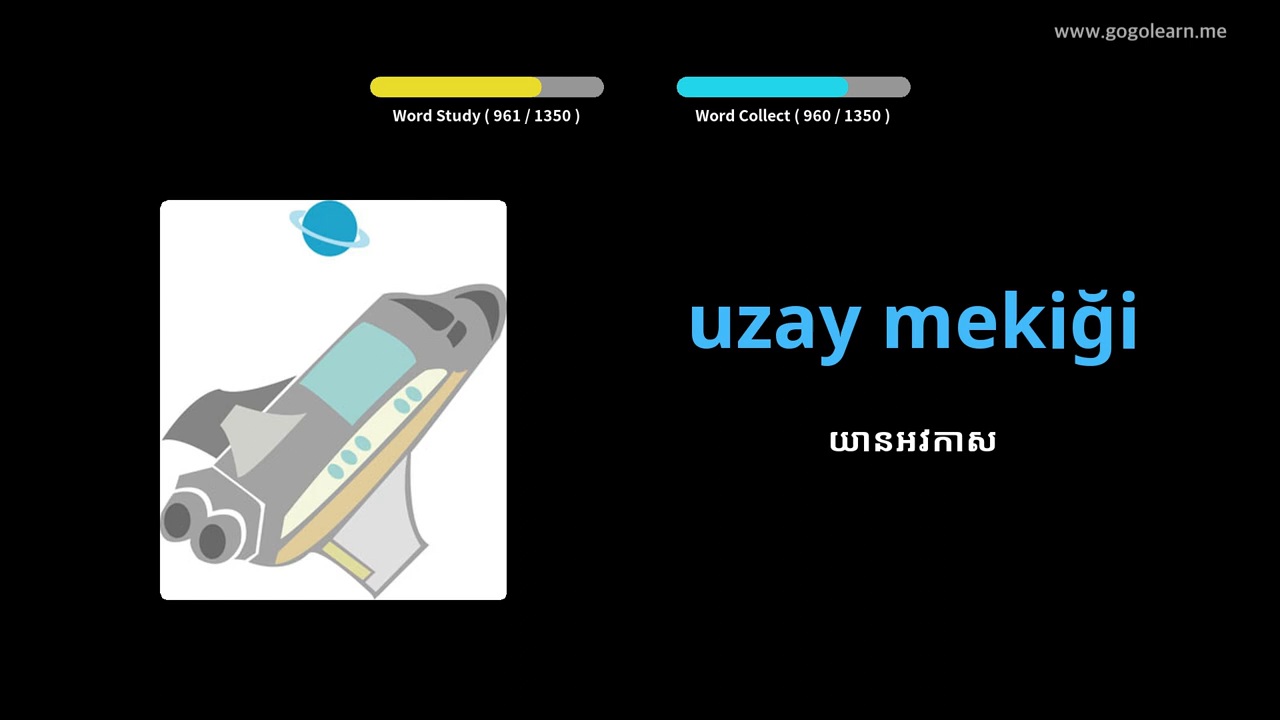 www.gogolearn.me
Word Study ( 961 / 1350 )
Word Collect ( 960 / 1350 )
uzay mekiği
យានអវកាស